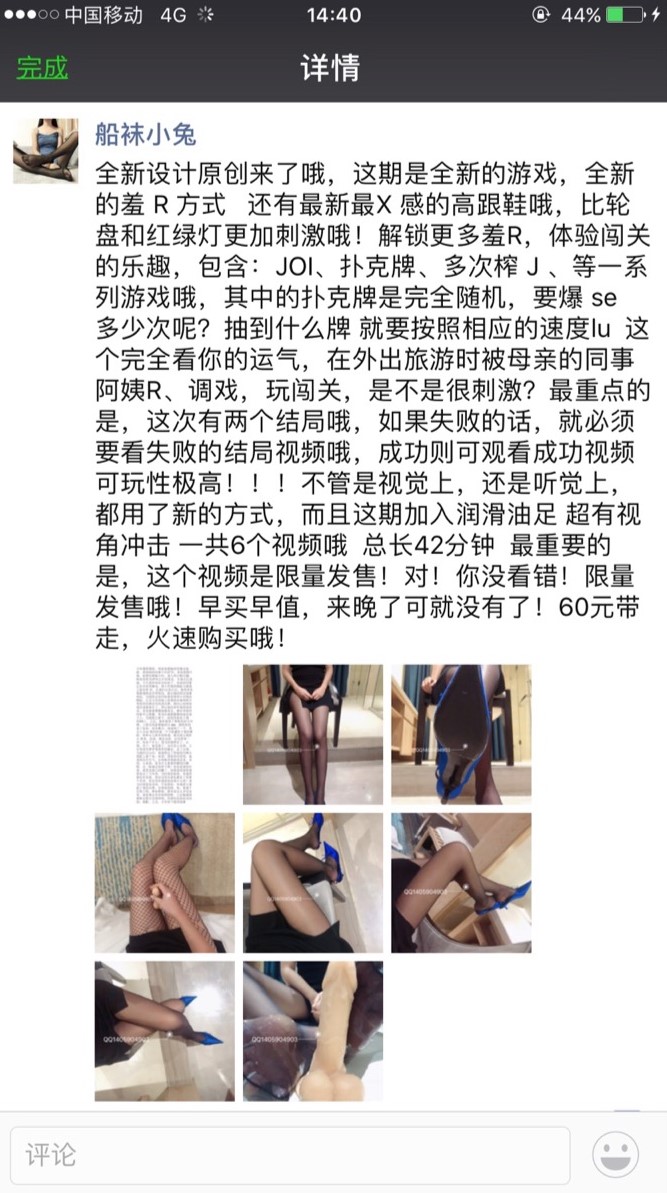 中国移动 4G 14:40 44%
完成 详情
船袜小兔
全新设计原创来了哦，这期是全新的游戏，全新
的羞 R 方式 还有最新最X 感的高跟鞋哦，比轮
盘和红绿灯更加刺激哦！解锁更多羞R，体验闯关
的乐趣，包含：JOI、扑克牌、多次榨 J 、等一系
列游戏哦，其中的扑克牌是完全随机，要爆 se
多少次呢？抽到什么牌 就要按照相应的速度lu 这
个完全看你的运气，在外出旅游时被母亲的同事
阿姨R、调戏，玩闯关，是不是很刺激？最重点的
是，这次有两个结局哦，如果失败的话，就必须
要看失败的结局视频哦，成功则可观看成功视频
可玩性极高！！！不管是视觉上，还是听觉上，
都用了新的方式，而且这期加入润滑油足 超有视
角冲击 一共6个视频哦 总长42分钟 最重要的
是，这个视频是限量发售！对！你没看错！限量
发售哦！早买早值，来晚了可就没有了！60元带
走，火速购买哦！
QQ1405904903
QQ1405904903
QQ1405904903
QQ1405904903
QQ1405904903
QQ1405904903
QQ1405904903
评论